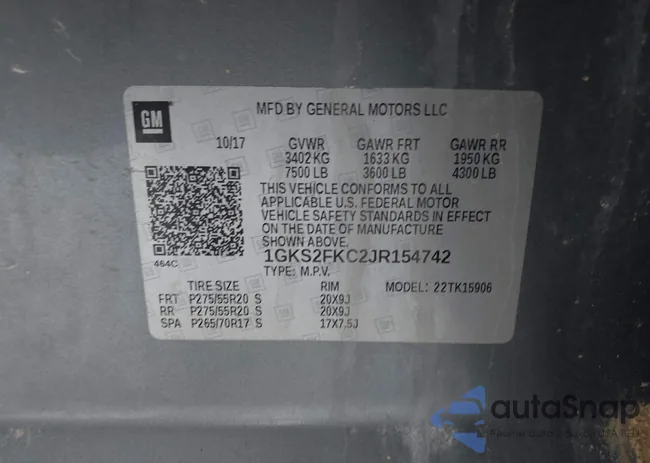 GM
MFD BY GENERAL MOTORS LLC
10/17 GVWR GAWR FRT GAWR RR
3402 KG 1633 KG 1950 KG
7500 LB 3600 LB 4300 LB
THIS VEHICLE CONFORMS TO ALL
APPLICABLE U.S. FEDERAL MOTOR
VEHICLE SAFETY STANDARDS IN EFFECT
ON THE DATE OF MANUFACTURE
SHOWN ABOVE.
464C
1GKS2FKC2JR154742
TYPE: M.P.V.
TIRE SIZE RIM MODEL: 22TK15906
FRT P275/55R20 S 20X9J
RR P275/55R20 S 20X9J
SPA P265/70R17 S 17X7.5J
autaSnap